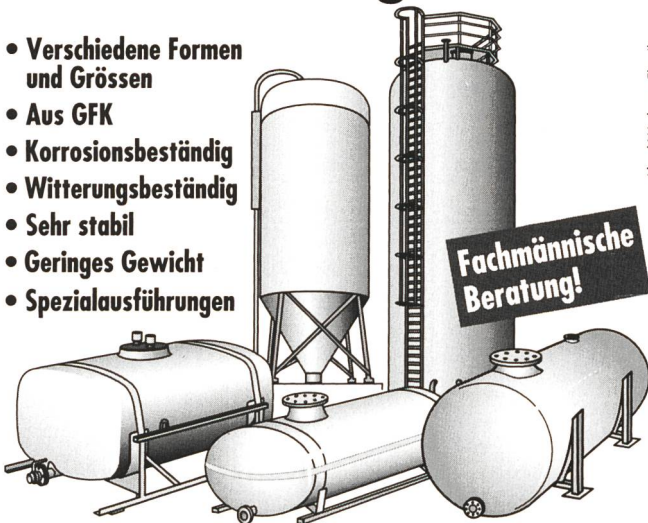 • Verschiedene Formen
und Grössen
• Aus GFK
• Korrosionsbeständig
• Witterungsbeständig
• Sehr stabil
• Geringes Gewicht
• Spezialausführungen
Fachmännische
Beratung!